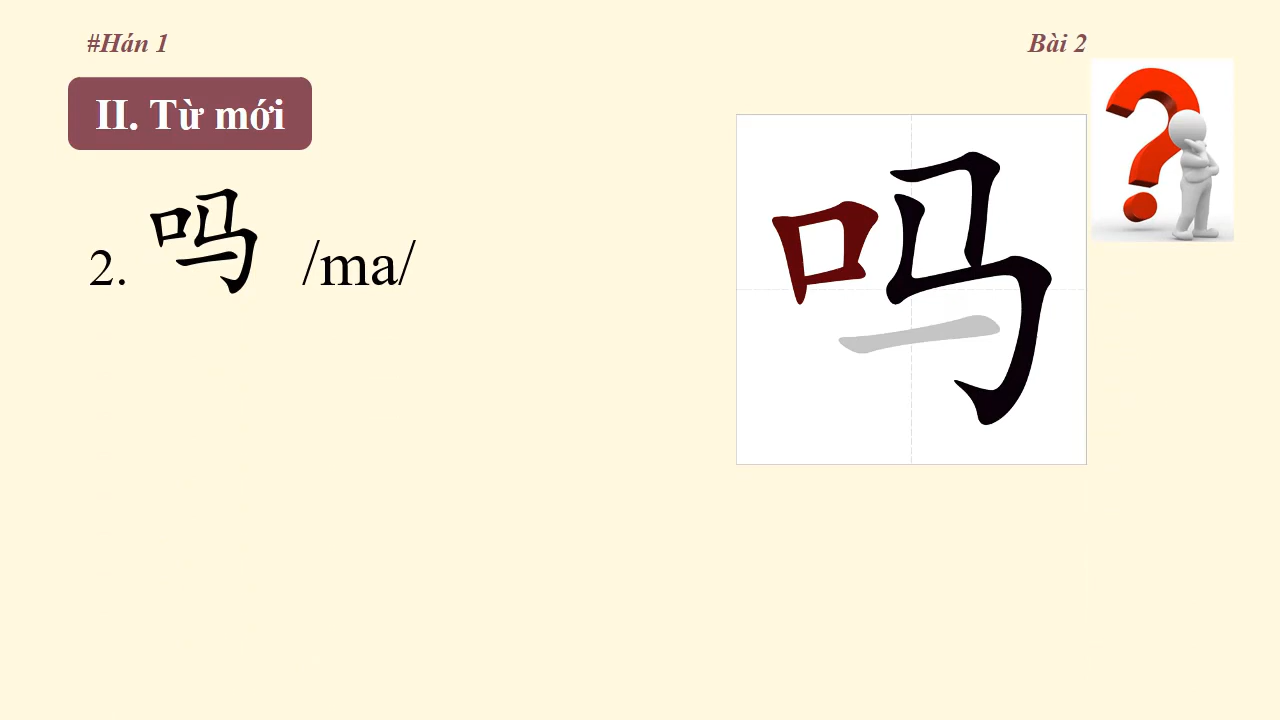 #Hán 1
Bài 2
II. Từ mới
2. 吗 /ma/
吗